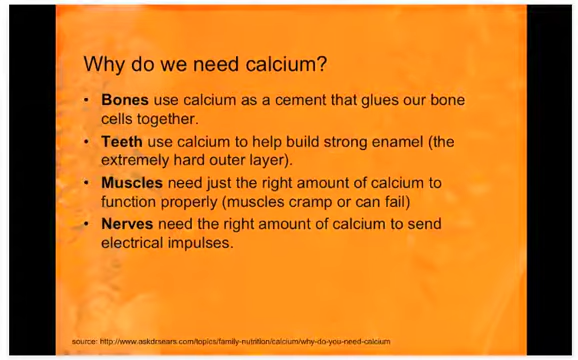 Why do we need calcium?
• Bones use calcium as a cement that glues our bone
cells together.
• Teeth use calcium to help build strong enamel (the
extremely hard outer layer).
• Muscles need just the right amount of calcium to
function properly (muscles cramp or can fail)
• Nerves need the right amount of calcium to send
electrical impulses.
source: http://www.askdrsears.com/topics/family-nutrition/calcium/why-do-you-need-calcium